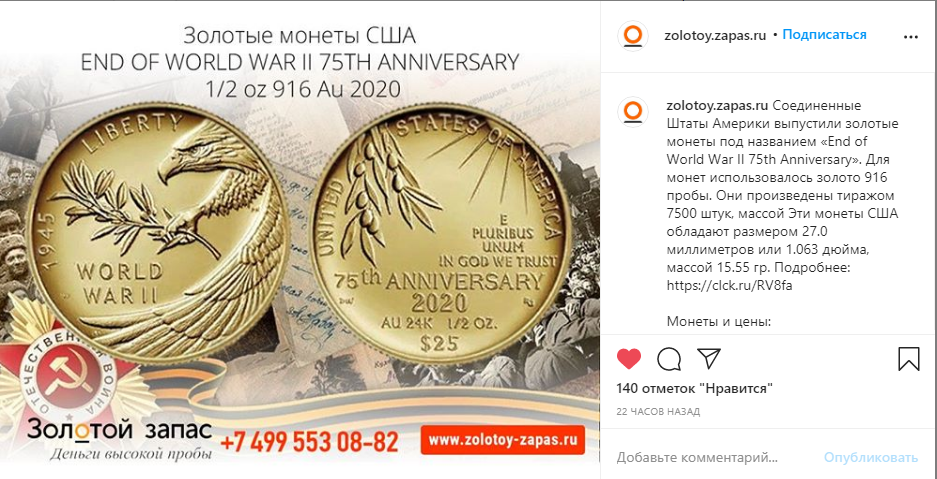 Золотые монеты США
END OF WORLD WAR II 75TH ANNIVERSARY
1/2 oz 916 Au 2020
LIBERTY
1945
WORLD
WAR II
UNITED STATES OF AMERICA
E
PLURIBUS
UNUM
IN GOD WE TRUST
75th ANNIVERSARY
2020
AU 24K 1/2 OZ.
$25
ОТЕЧЕСТВЕННАЯ ВОЙНА
Золотой запас
Деньги высокой пробы
+7 499 553 08-82
www.zolotoy-zapas.ru
zolotoy.zapas.ru • Подписаться
zolotoy.zapas.ru Соединенные
Штаты Америки выпустили золотые
монеты под названием «End of
World War II 75th Anniversary». Для
монет использовалось золото 916
пробы. Они произведены тиражом
7500 штук, массой Эти монеты США
обладают размером 27.0
миллиметров или 1.063 дюйма,
массой 15.55 гр. Подробнее:
https://clck.ru/RV8fa
Монеты и цены:
140 отметок "Нравится"
22 ЧАСОВ НАЗАД
Добавьте комментарий...
Опубликовать